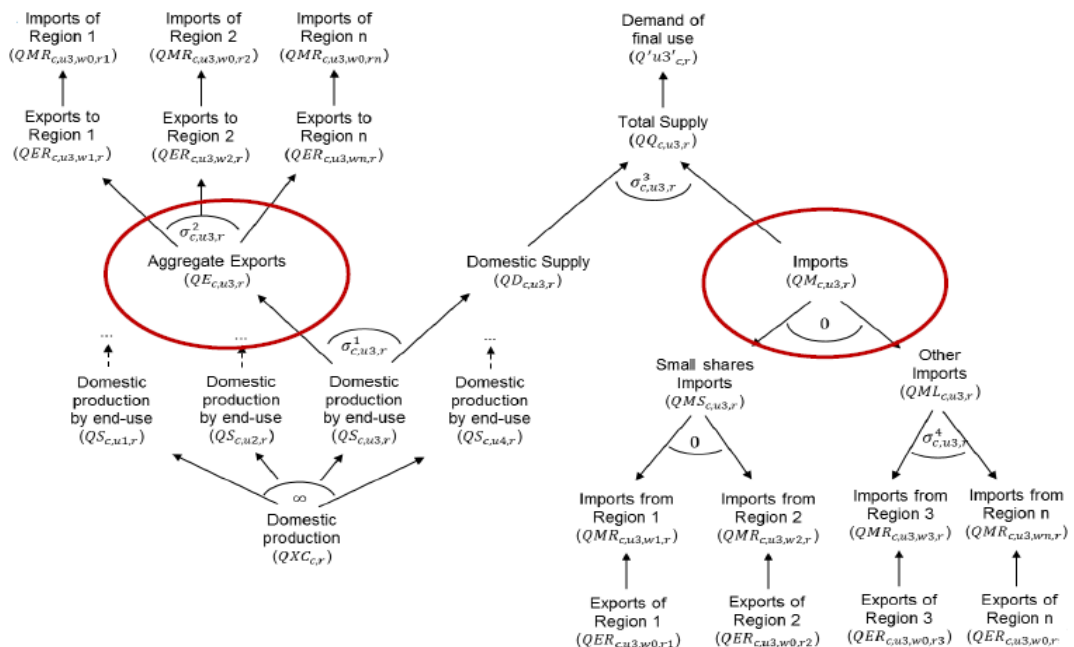 Imports of
Region 1
(QMR_{c,u3,w0,r1})
Imports of
Region 2
(QMR_{c,u3,w0,r2})
Imports of
Region n
(QMR_{c,u3,w0,rn})
Demand of
final use
(Q'u3'_{c,r})
Exports to
Region 1
(QER_{c,u3,w1,r})
Exports to
Region 2
(QER_{c,u3,w2,r})
Exports to
Region n
(QER_{c,u3,wn,r})
Total Supply
(QQ_{c,u3,r})
σ^2_{c,u3,r}
σ^3_{c,u3,r}
Aggregate Exports
(QE_{c,u3,r})
Domestic Supply
(QD_{c,u3,r})
Imports
(QM_{c,u3,r})
...
...
σ^1_{c,u3,r}
...
0
Domestic
production
by end-use
(QS_{c,u1,r})
Domestic
production
by end-use
(QS_{c,u2,r})
Domestic
production
by end-use
(QS_{c,u3,r})
Domestic
production
by end-use
(QS_{c,u4,r})
Small shares
Imports
(QMS_{c,u3,r})
Other
Imports
(QML_{c,u3,r})
0
σ^4_{c,u3,r}
∞
Domestic
production
(QXC_{c,r})
Imports from
Region 1
(QMR_{c,u3,w1,r})
Imports from
Region 2
(QMR_{c,u3,w2,r})
Imports from
Region 3
(QMR_{c,u3,w3,r})
Imports from
Region n
(QMR_{c,u3,wn,r})
Exports of
Region 1
(QER_{c,u3,w0,r1})
Exports of
Region 2
(QER_{c,u3,w0,r2})
Exports of
Region 3
(QER_{c,u3,w0,r3})
Exports of
Region n
(QER_{c,u3,w0,r}